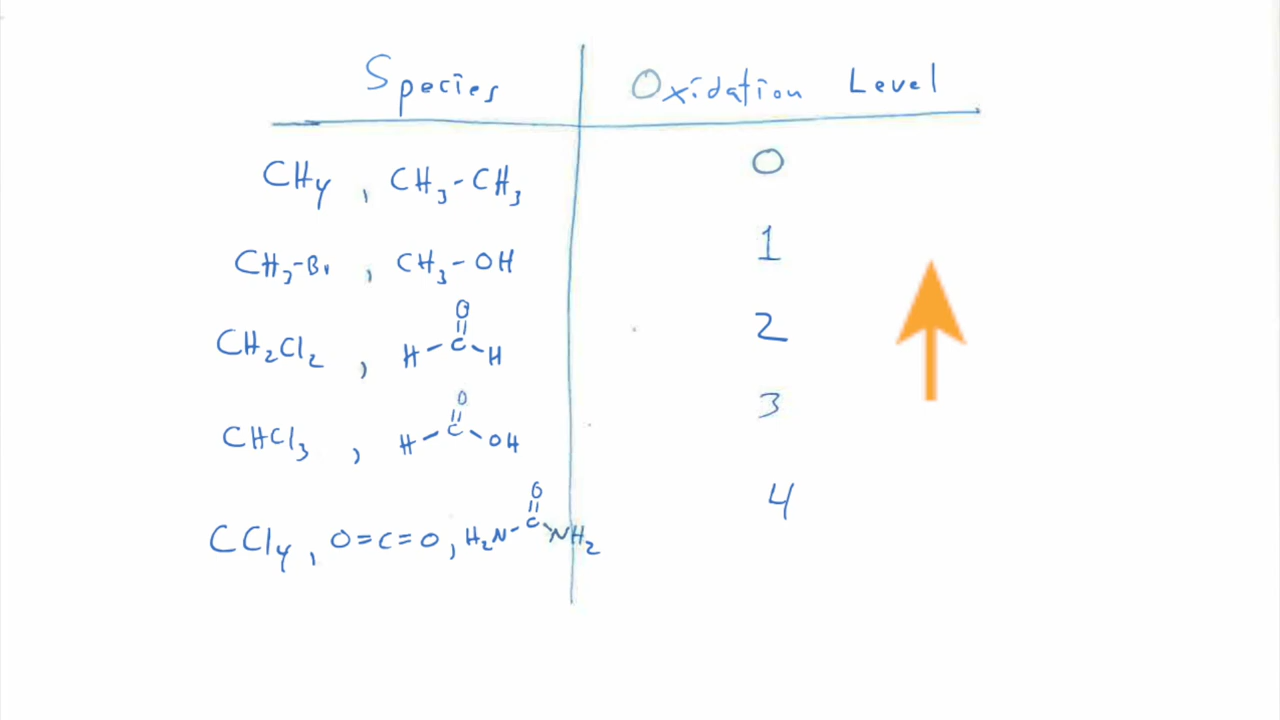 Species Oxidation Level
CH₄, CH₃-CH₃ 0
CH₃-Br, CH₃-OH 1
O
CH₂Cl₂, H-C-H 2
O
CHCl₃, H-C-OH 3
O
CCl₄, O=C=O, H₂N-C-NH₂ 4